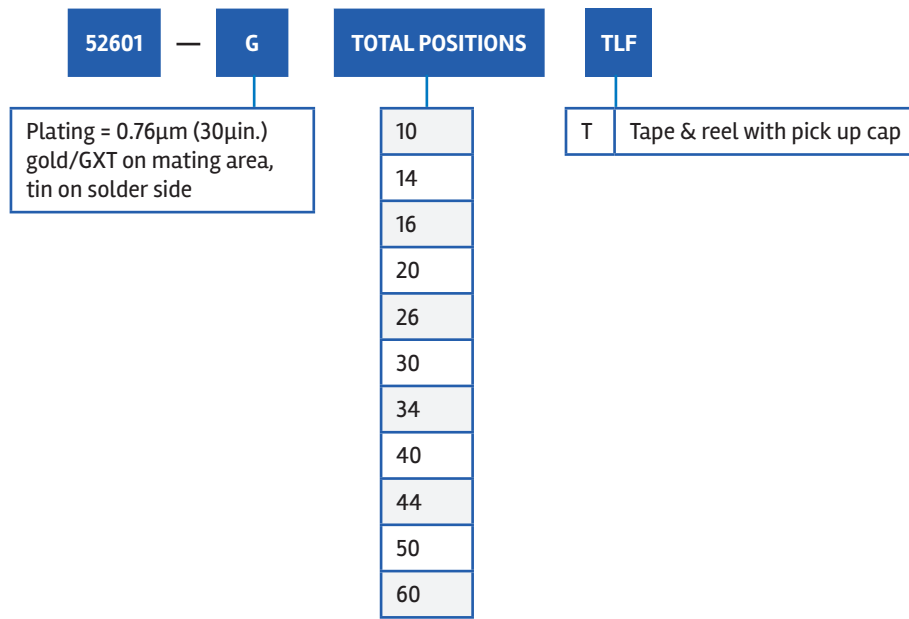 52601 — G TOTAL POSITIONS TLF
Plating = 0.76µm (30µin.)
gold/GXT on mating area,
tin on solder side
10
14
16
20
26
30
34
40
44
50
60
T Tape & reel with pick up cap